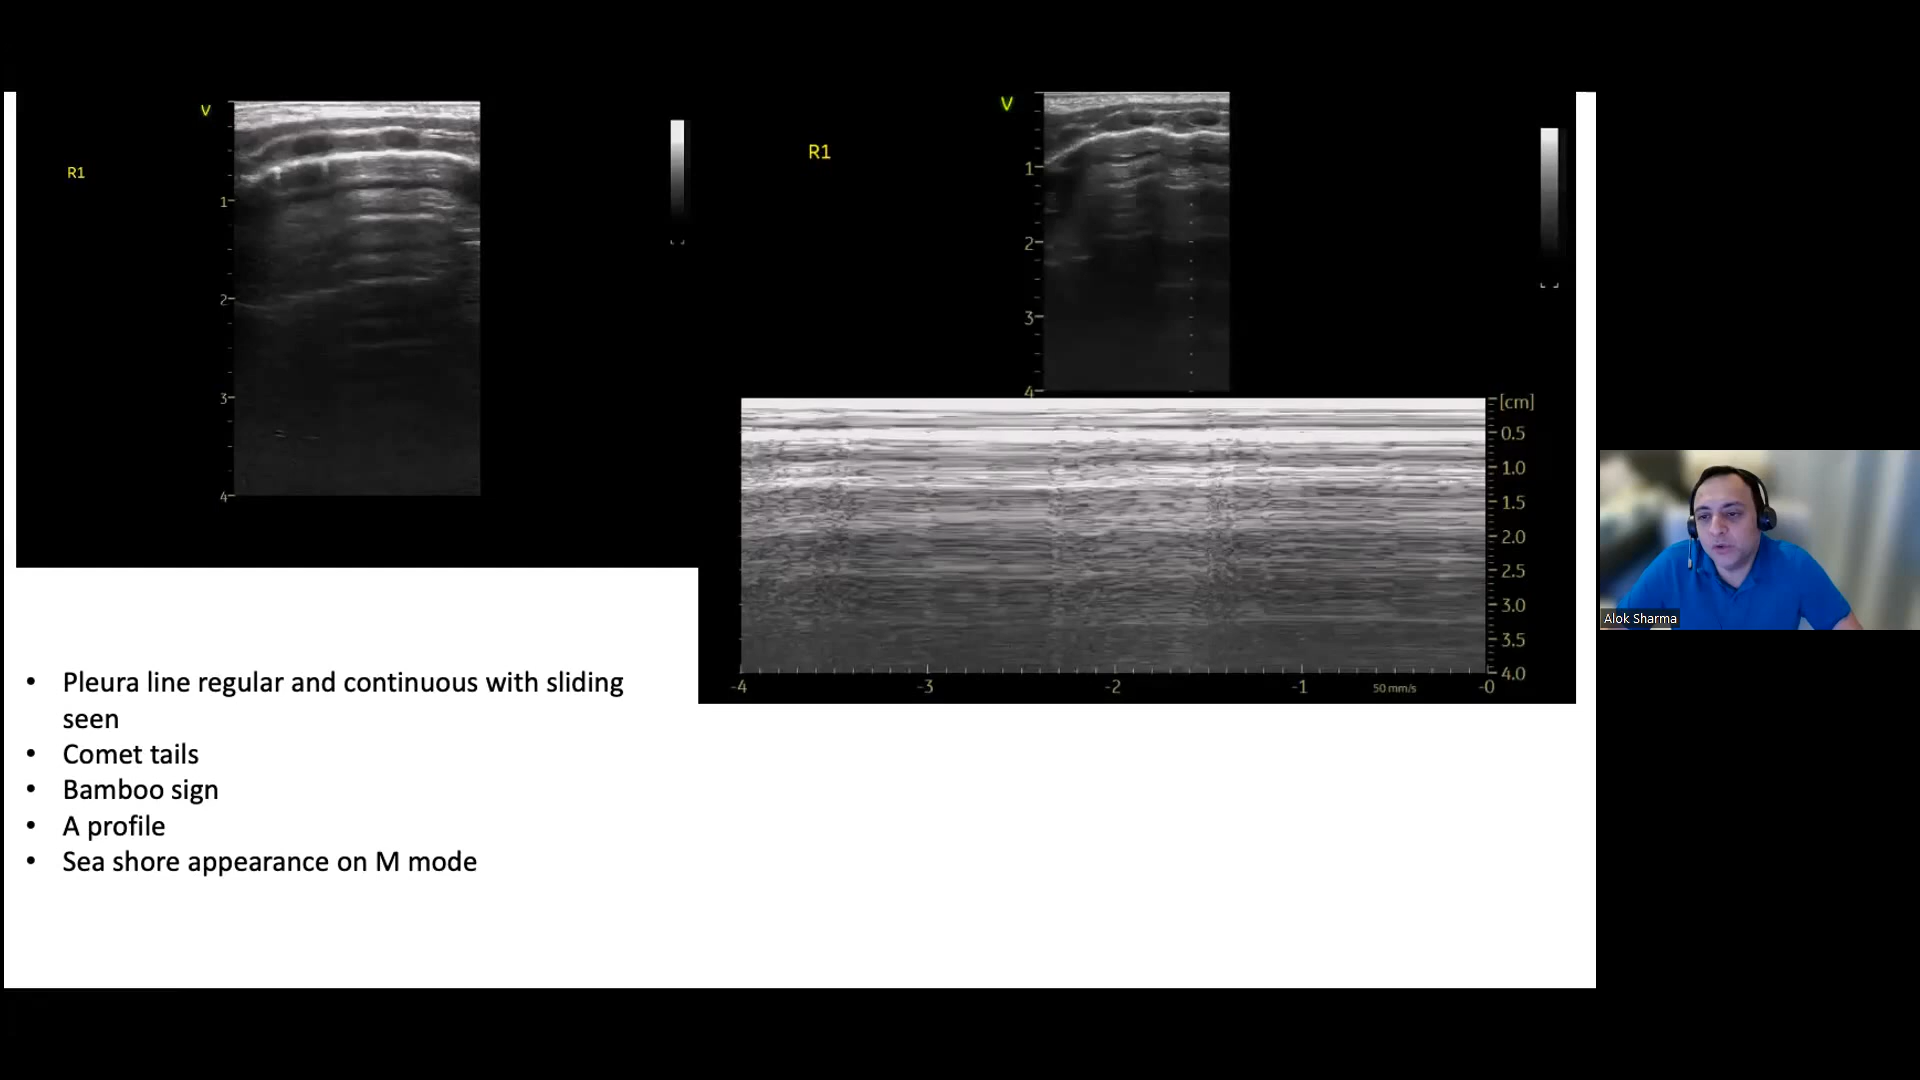 V
R1
1
2
3
4
V
R1
1
2
3
4
[cm]
0.5
1.0
1.5
2.0
2.5
3.0
3.5
4.0
-4 -3 -2 -1 50 mm/s -0
• Pleura line regular and continuous with sliding
seen
• Comet tails
• Bamboo sign
• A profile
• Sea shore appearance on M mode
Alok Sharma